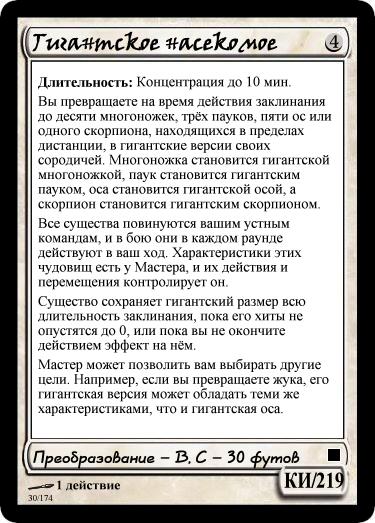 Гигантское насекомое 4
Длительность: Концентрация до 10 мин.
Вы превращаете на время действия заклинания
до десяти многоножек, трёх пауков, пяти ос или
одного скорпиона, находящихся в пределах
дистанции, в гигантские версии своих
сородичей. Многоножка становится гигантской
многоножкой, паук становится гигантским
пауком, оса становится гигантской осой, а
скорпион становится гигантским скорпионом.
Все существа повинуются вашим устным
командам, и в бою они в каждом раунде
действуют в ваш ход. Характеристики этих
чудовищ есть у Мастера, и их действия и
перемещения контролирует он.
Существо сохраняет гигантский размер всю
длительность заклинания, пока его хиты не
опустятся до 0, или пока вы не окончите
действием эффект на нём.
Мастер может позволить вам выбирать другие
цели. Например, если вы превращаете жука, его
гигантская версия может обладать теми же
характеристиками, что и гигантская оса.
Преобразование – В, С – 30 футов
КИ/219
1 действие
30/174